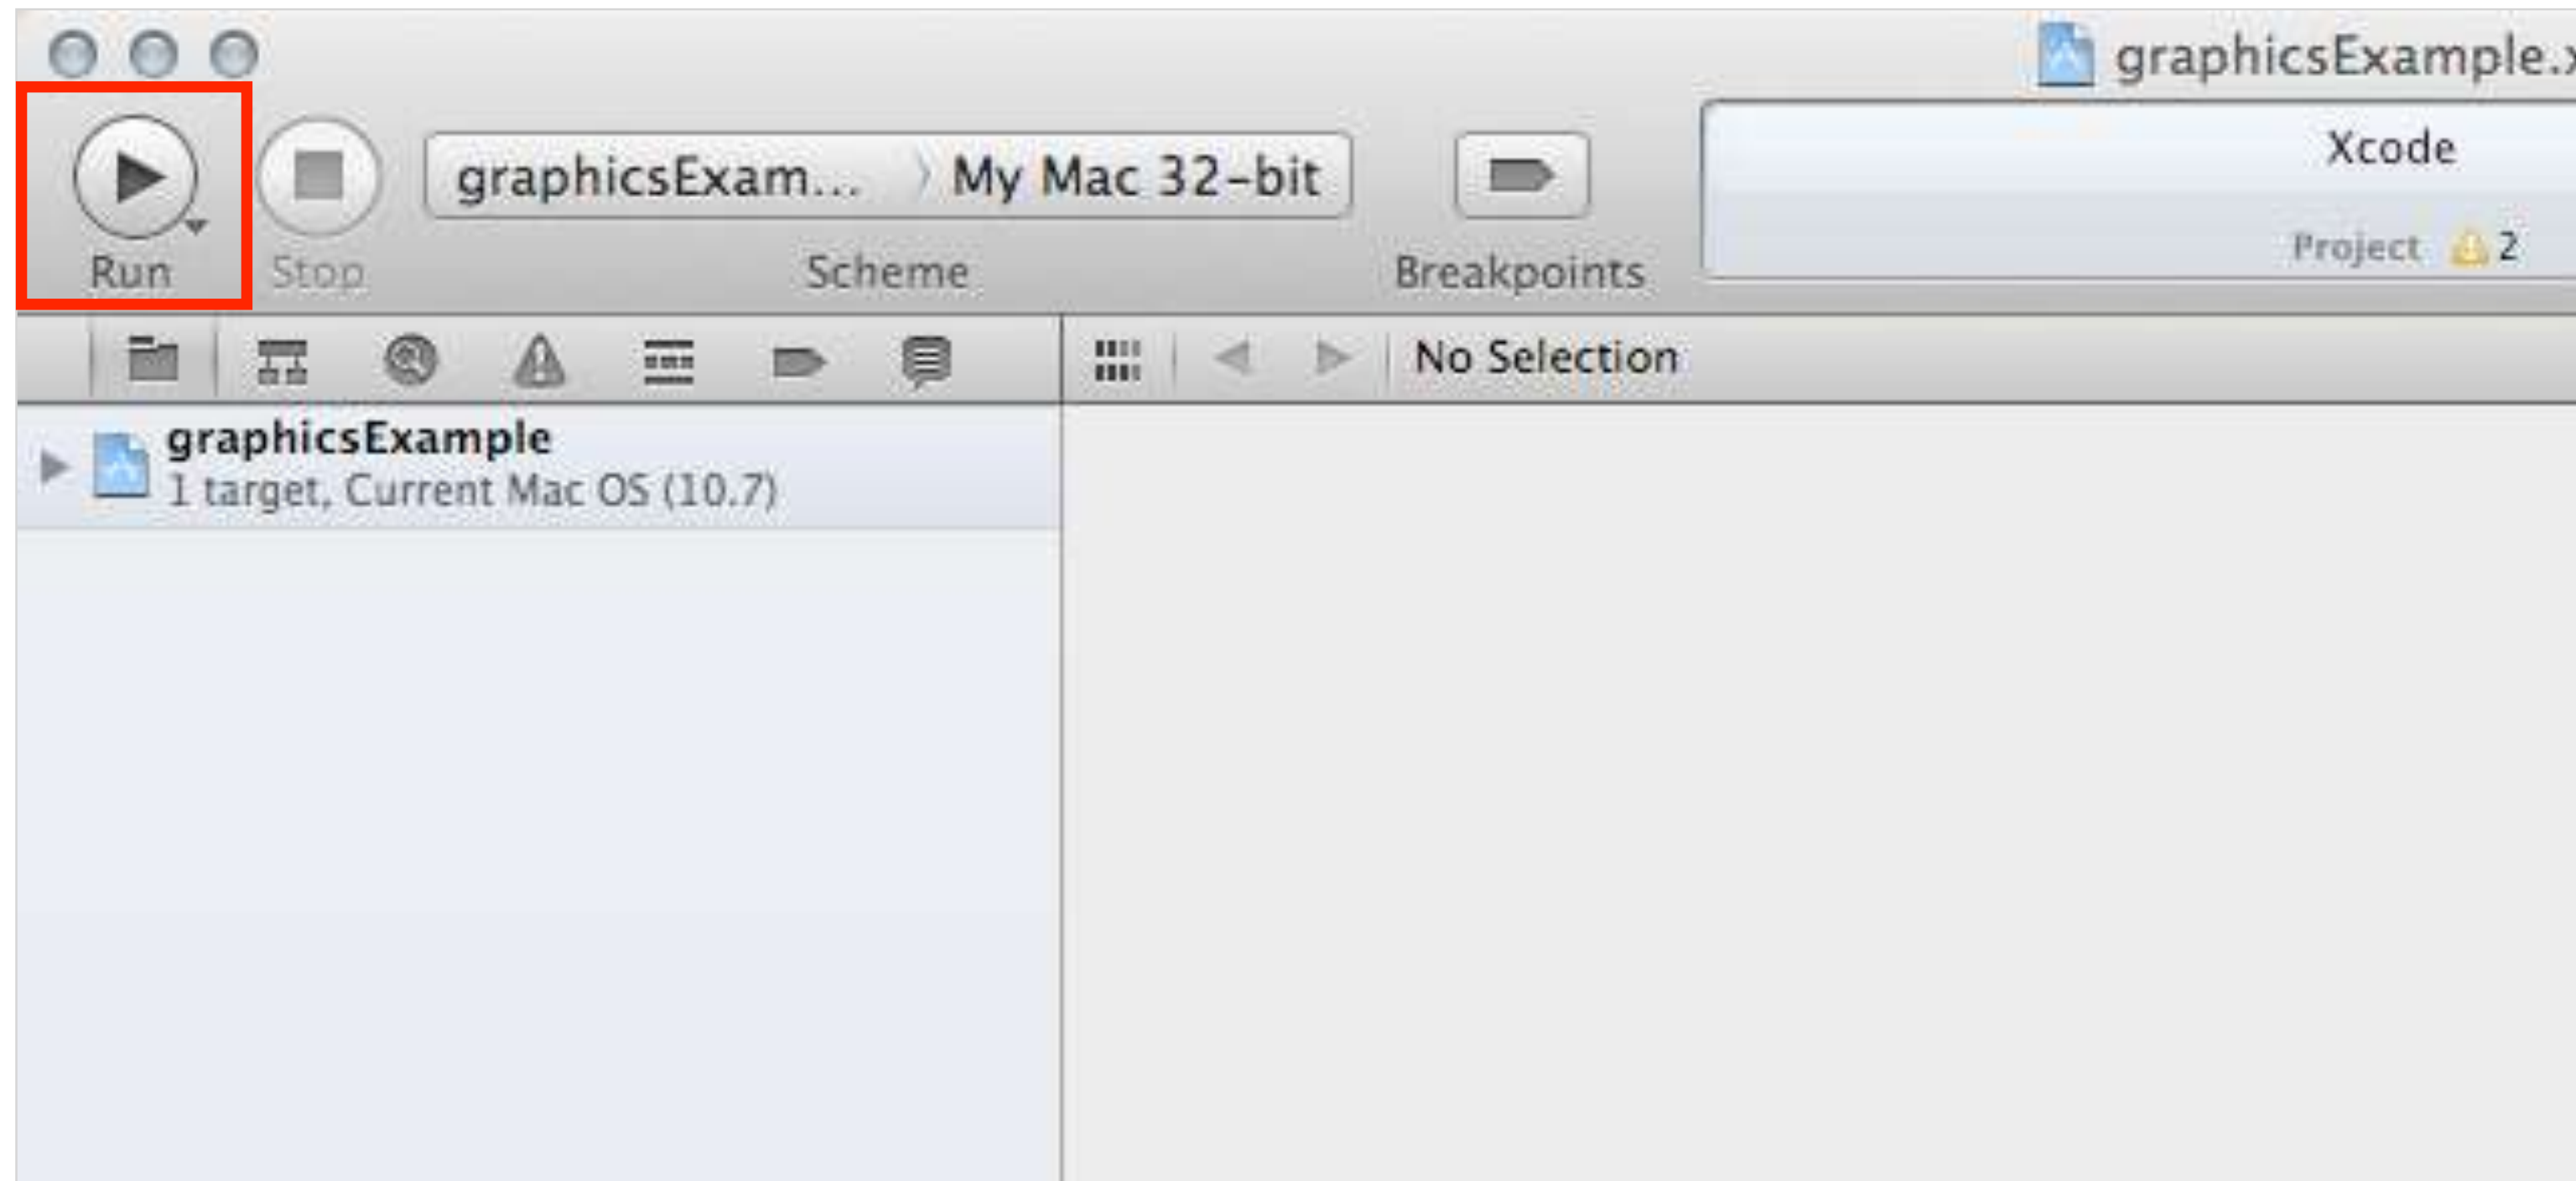 graphicsExample.x
Xcode
graphicsExam... My Mac 32-bit
Project 2
Run Stop Scheme Breakpoints
No Selection
graphicsExample
1 target, Current Mac OS (10.7)